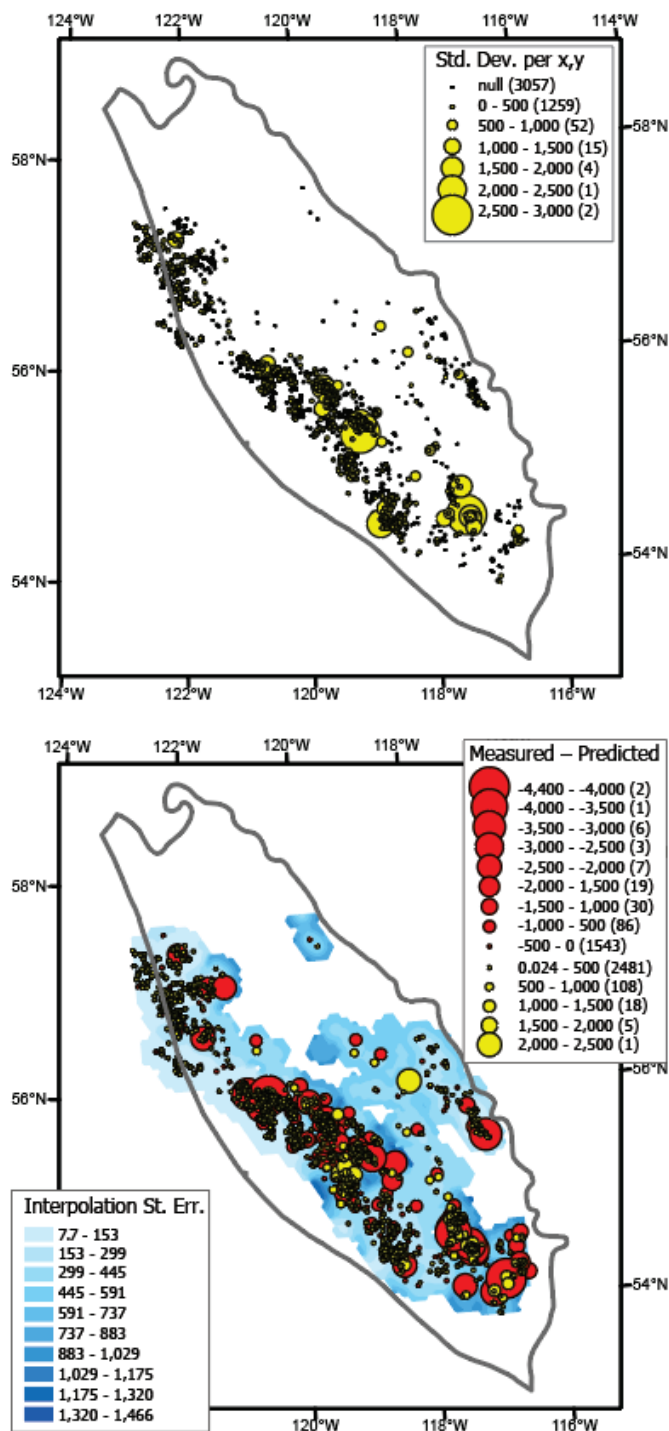 122°W
120°W
118°W
116°W
114°W
Std. Dev. per x,y
null (3057)
0 - 500 (1259)
500 - 1,000 (52)
1,000 - 1,500 (15)
1,500 - 2,000 (4)
2,000 - 2,500 (1)
2,500 - 3,000 (2)
58°N
58°N
56°N
56°N
54°N
54°N
124°W
122°W
120°W
118°W
116°W
122°W
120°W
118°W
Measured – Predicted
-4,400 - -4,000 (2)
-4,000 - -3,500 (1)
-3,500 - -3,000 (6)
-3,000 - -2,500 (3)
-2,500 - -2,000 (7)
-2,000 - 1,500 (19)
-1,500 - 1,000 (30)
-1,000 - 500 (86)
-500 - 0 (1543)
0.024 - 500 (2481)
500 - 1,000 (108)
1,000 - 1,500 (18)
1,500 - 2,000 (5)
2,000 - 2,500 (1)
58°N
56°N
56°N
54°N
Interpolation St. Err.
7.7 - 153
153 - 299
299 - 445
445 - 591
591 - 737
737 - 883
883 - 1,029
1,029 - 1,175
1,175 - 1,320
1,320 - 1,466
54°N
120°W
118°W
116°W